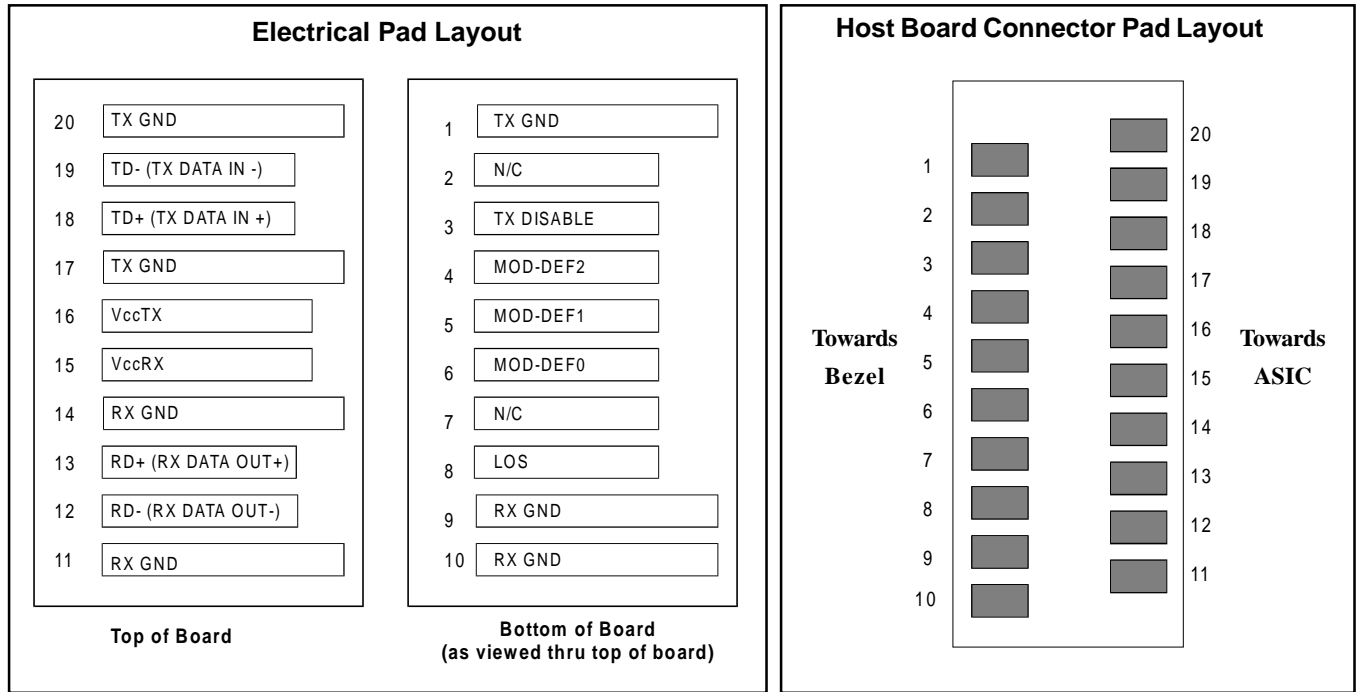 Electrical Pad Layout
20 TX GND
19 TD- (TX DATA IN -)
18 TD+ (TX DATA IN +)
17 TX GND
16 VccTX
15 VccRX
14 RX GND
13 RD+ (RX DATA OUT+)
12 RD- (RX DATA OUT-)
11 RX GND
Top of Board
1 TX GND
2 N/C
3 TX DISABLE
4 MOD-DEF2
5 MOD-DEF1
6 MOD-DEF0
7 N/C
8 LOS
9 RX GND
10 RX GND
Bottom of Board
(as viewed thru top of board)
Host Board Connector Pad Layout
1
2
3
4
5
6
7
8
9
10
Towards
Bezel
20
19
18
17
16
15
14
13
12
11
Towards
ASIC